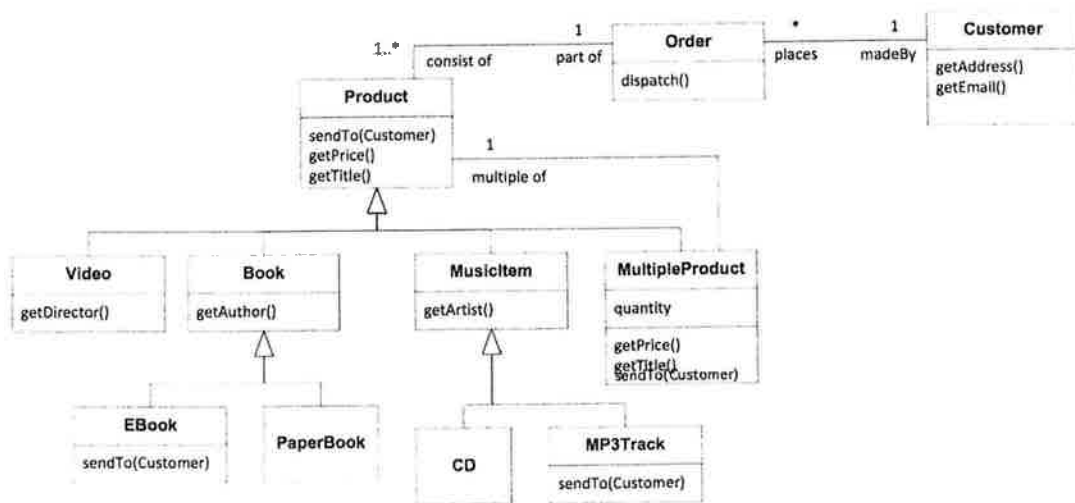 1..*
consist of
1
part of
Order
dispatch()
*
places
1
madeBy
Customer
getAddress()
getEmail()
Product
sendTo(Customer)
getPrice()
getTitle()
1
multiple of
Video
getDirector()
Book
getAuthor()
MusicItem
getArtist()
MultipleProduct
quantity
getPrice()
getTitle()
sendTo(Customer)
EBook
sendTo(Customer)
PaperBook
CD
MP3Track
sendTo(Customer)